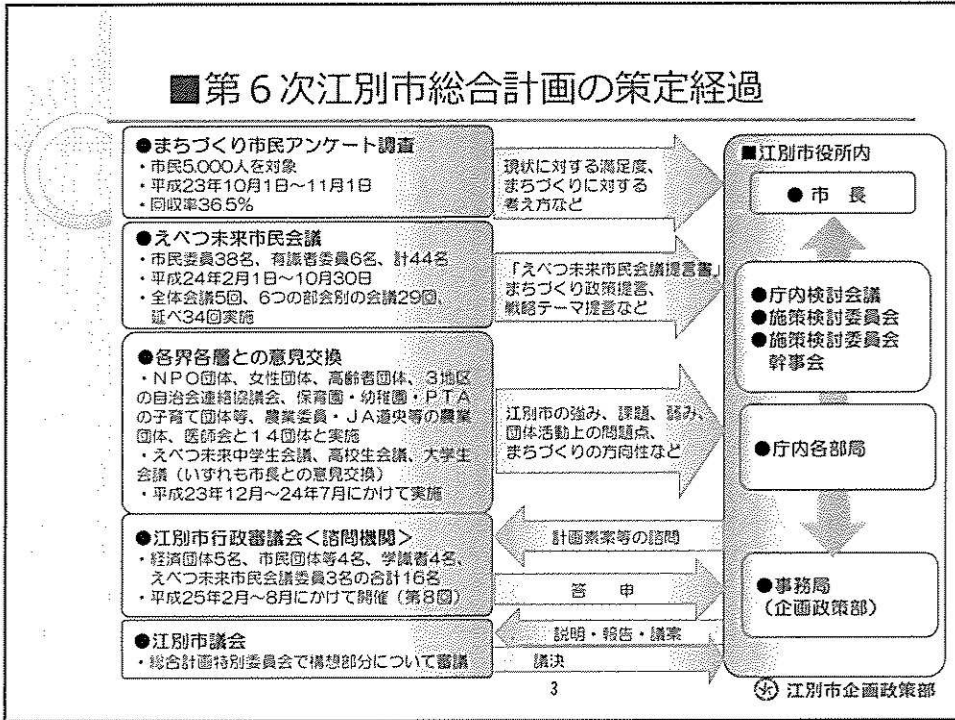 ■第６次江別市総合計画の策定経過
●まちづくり市民アンケート調査
・市民5,000人を対象
・平成23年10月1日～11月1日
・回収率36.5%
現状に対する満足度、
まちづくりに対する
考え方など
●えべつ未来市民会議
・市民委員38名、有識者委員6名、計44名
・平成24年2月1日～10月30日
・全体会議5回、6つの部会別の会議29回、
延べ34回実施
「えべつ未来市民会議提言書」
まちづくり政策提言、
戦略テーマ提言など
●各界各層との意見交換
・ＮＰＯ団体、女性団体、高齢者団体、３地区
の自治会連絡協議会、保育園・幼稚園・ＰＴＡ
の子育て団体等、農業委員・ＪＡ道央等の農業
団体、医師会と１４団体と実施
・えべつ未来中学生会議、高校生会議、大学生
会議（いずれも市長との意見交換）
・平成23年12月～24年7月にかけて実施
江別市の強み、課題、弱み、
団体活動上の問題点、
まちづくりの方向性など
●江別市行政審議会＜諮問機関＞
・経済団体5名、市民団体等4名、学識者4名、
えべつ未来市民会議委員3名の合計16名
・平成25年2月～8月にかけて開催（第8回）
計画素案等の諮問
答　申
●江別市議会
・総合計画特別委員会で構想部分について審議
説明・報告・議案
議決
■江別市役所内
●市　長
●庁内検討会議
●施策検討委員会
●施策検討委員会
幹事会
●庁内各部局
●事務局
（企画政策部）
3
江別市企画政策部